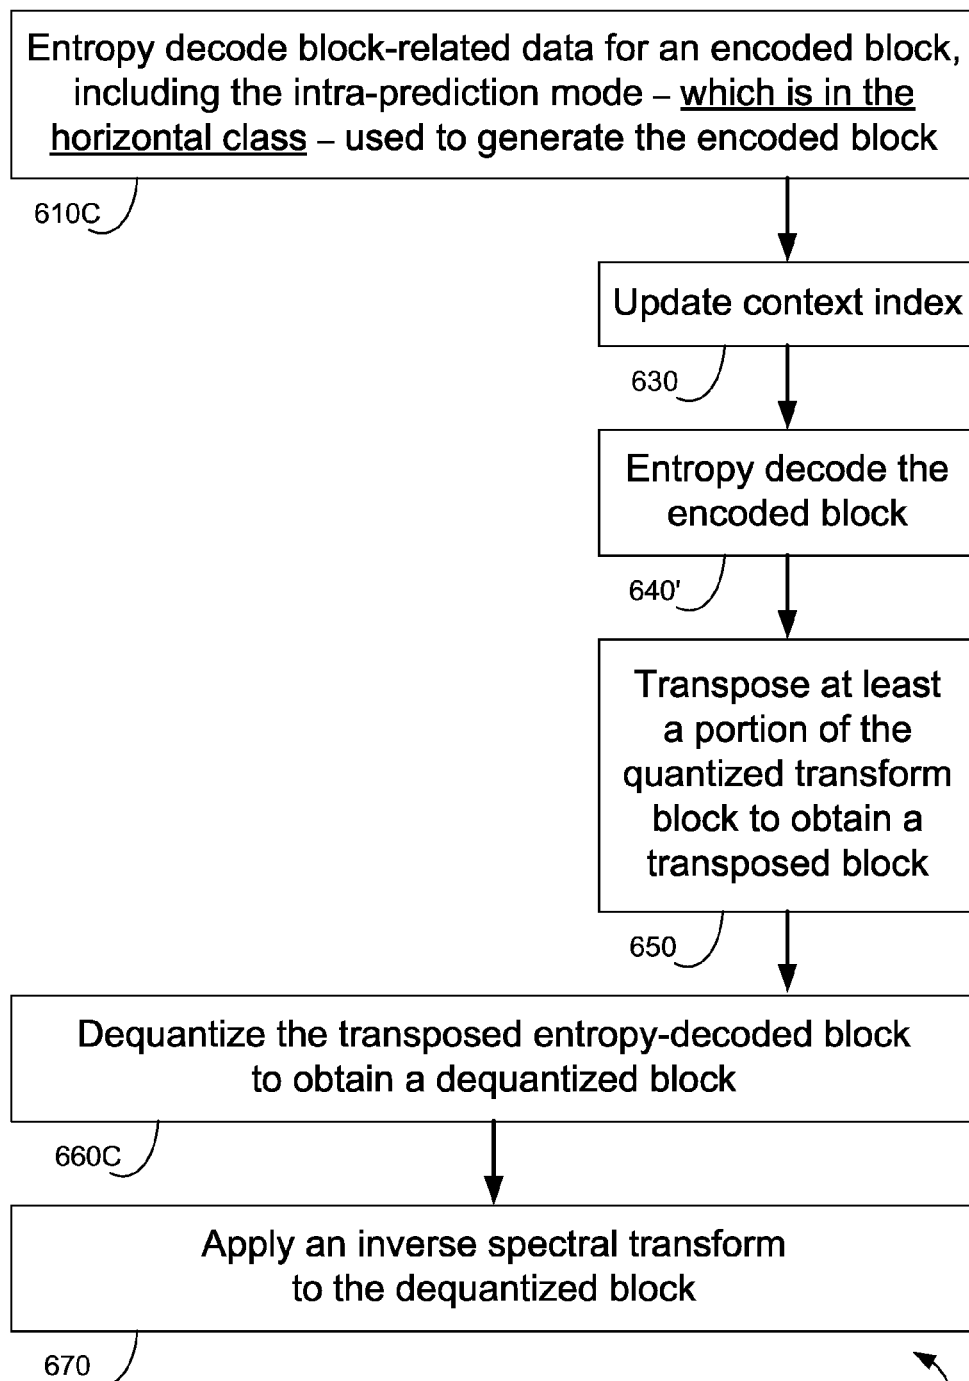 Entropy decode block-related data for an encoded block,
including the intra-prediction mode – which is in the
horizontal class – used to generate the encoded block
610C
Update context index
630
Entropy decode the
encoded block
640'
Transpose at least
a portion of the
quantized transform
block to obtain a
transposed block
650
Dequantize the transposed entropy-decoded block
to obtain a dequantized block
660C
Apply an inverse spectral transform
to the dequantized block
670